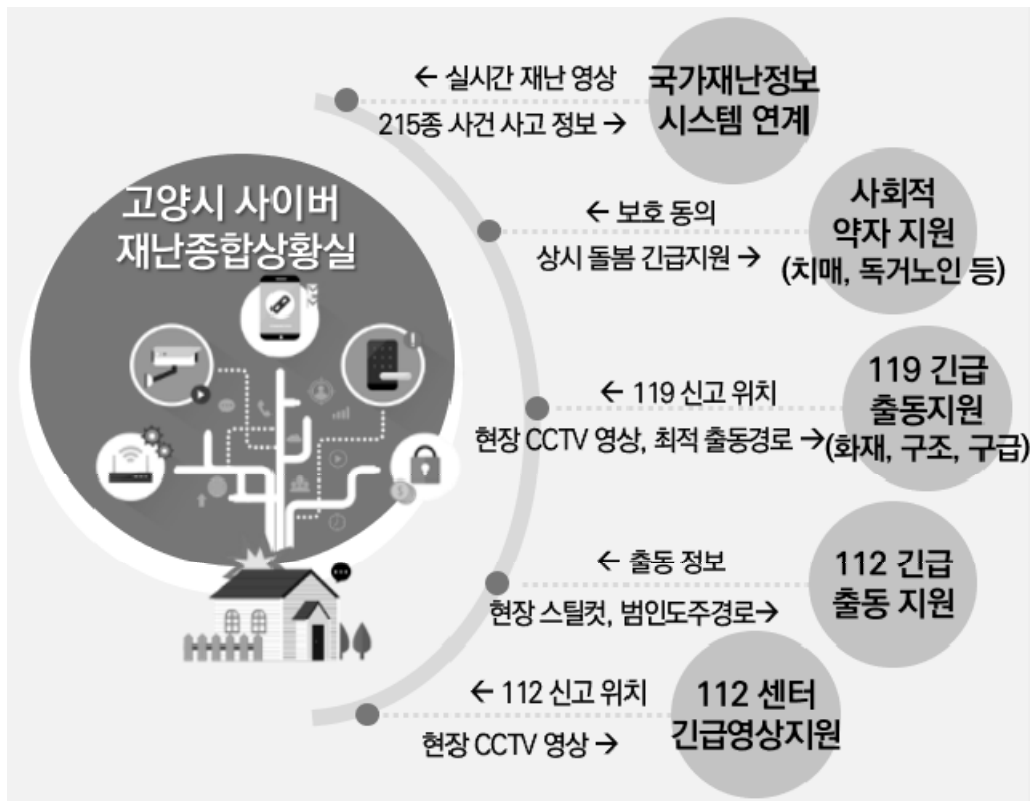 ← 실시간 재난 영상
215종 사건 사고 정보 →
국가재난정보
시스템 연계
고양시 사이버
재난종합상황실
← 보호 동의
상시 돌봄 긴급지원 →
사회적
약자 지원
(치매, 독거노인 등)
← 119 신고 위치
현장 CCTV 영상, 최적 출동경로 →
119 긴급
출동지원
(화재, 구조, 구급)
← 출동 정보
현장 스틸컷, 범인도주경로→
112 긴급
출동 지원
← 112 신고 위치
현장 CCTV 영상 →
112 센터
긴급영상지원